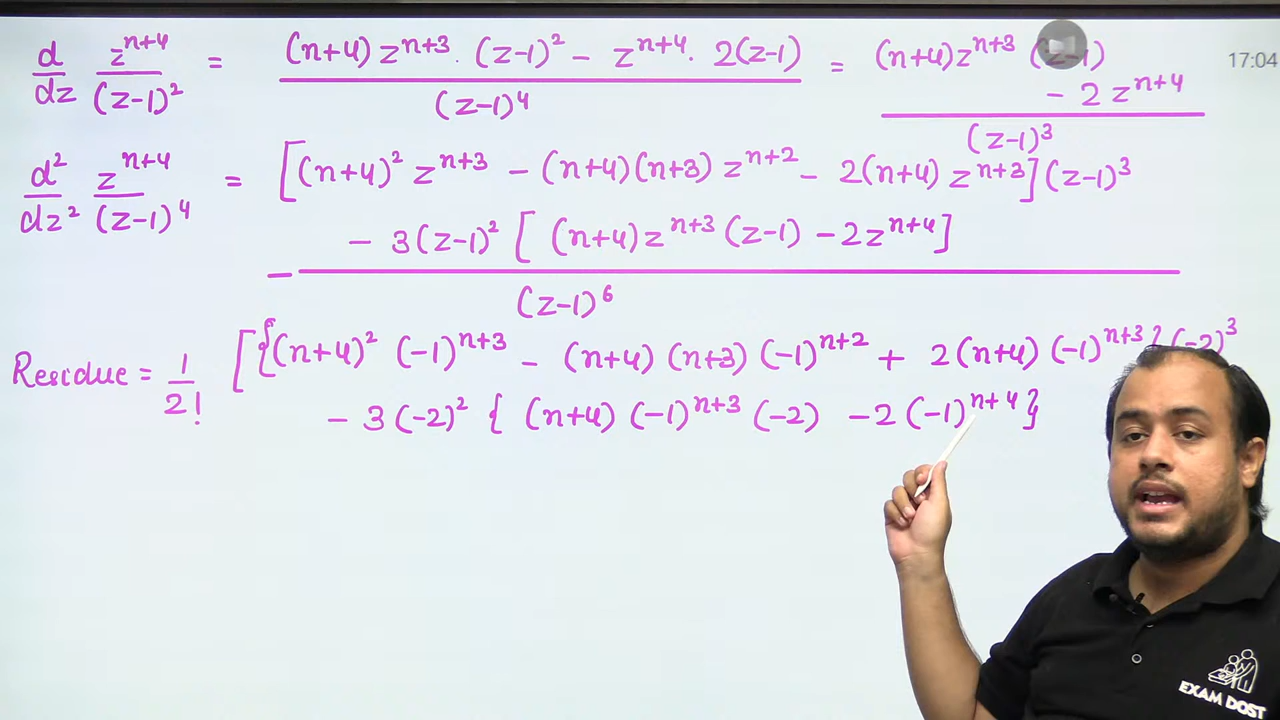 d/dz z^{n+4}/(z-1)^2 = ((n+4) z^{n+3} · (z-1)^2 - z^{n+4} · 2(z-1))/(z-1)^4 = ((n+4) z^{n+3} (z-1) - 2 z^{n+4})/(z-1)^3
17:04
d^2/dz^2 z^{n+4}/(z-1)^4 = [(n+4)^2 z^{n+3} - (n+4)(n+3) z^{n+2} - 2(n+4) z^{n+3}] (z-1)^3
- 3(z-1)^2 [(n+4) z^{n+3} (z-1) - 2z^{n+4}]
-
(z-1)^6
Residue = 1/2! [{(n+4)^2 (-1)^{n+3} - (n+4) (n+3) (-1)^{n+2} + 2(n+4) (-1)^{n+3}} (-2)^3
- 3(-2)^2 {(n+4) (-1)^{n+3} (-2) - 2 (-1)^{n+4}}
EXAM DOST